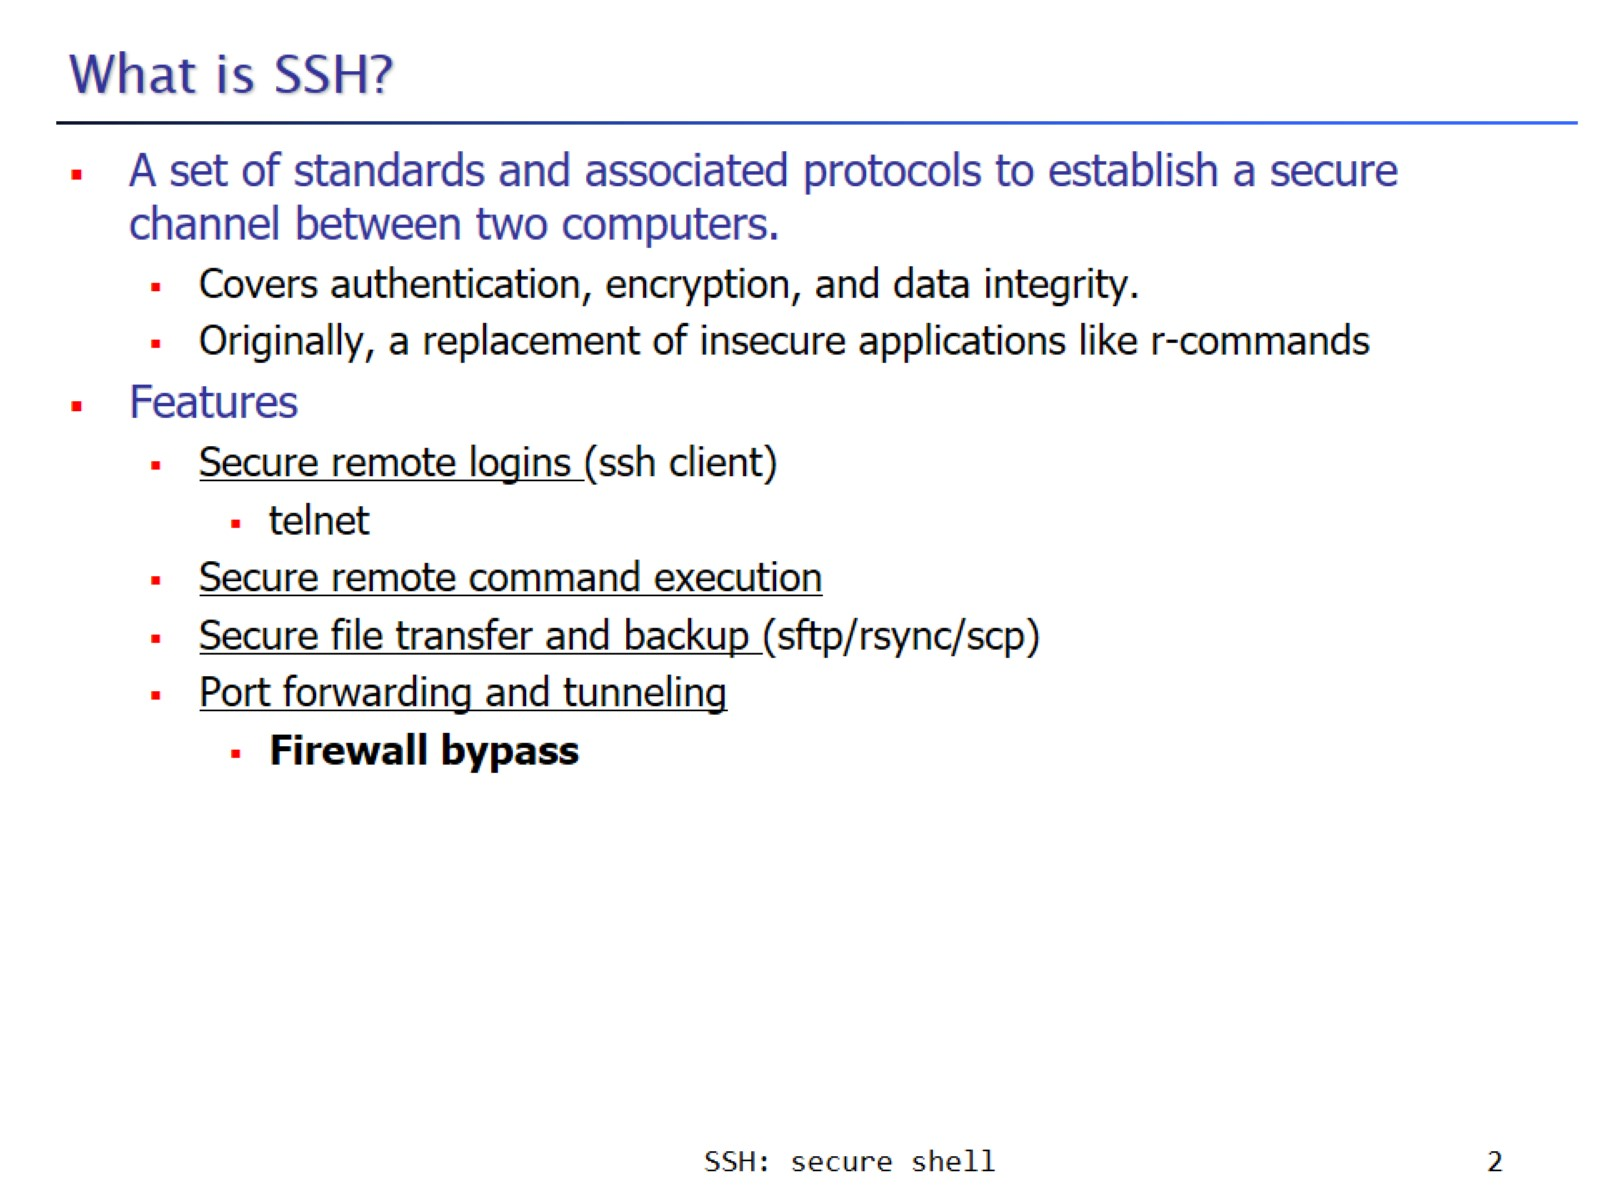 What is SSH?
A set of standards and associated protocols to establish a secure
channel between two computers.
Covers authentication, encryption, and data integrity.
Originally, a replacement of insecure applications like r-commands
Features
Secure remote logins (ssh client)
telnet
Secure remote command execution
Secure file transfer and backup (sftp/rsync/scp)
Port forwarding and tunneling
Firewall bypass
SSH: secure shell
2